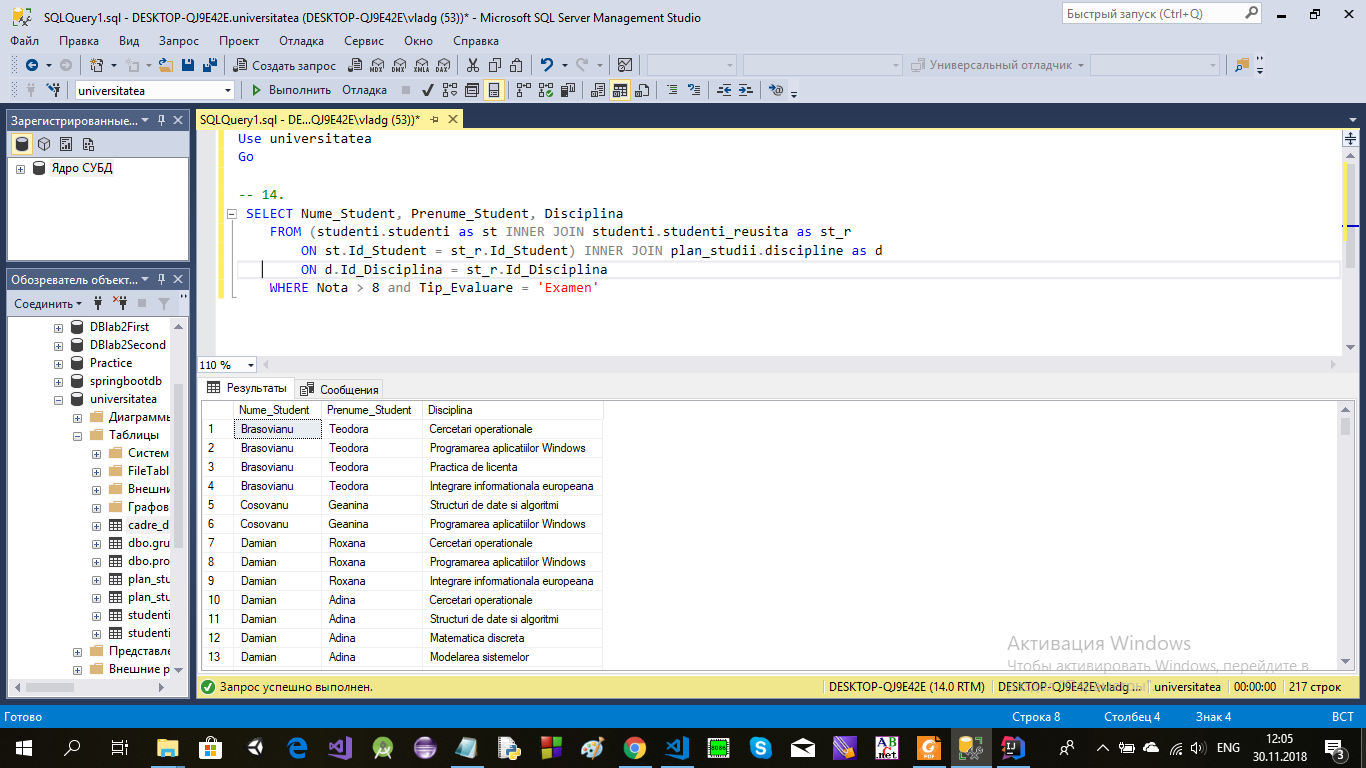 SQLQuery1.sql - DESKTOP-QJ9E42E.universitatea (DESKTOP-QJ9E42E\vladg (53))* - Microsoft SQL Server Management Studio
Быстрый запуск (Ctrl+Q)
Файл Правка Вид Запрос Проект Отладка Сервис Окно Справка
Создать запрос MDX DMX XMLA DAX Универсальный отладчик
universitatea Выполнить Отладка
Зарегистрированные...
Ядро СУБД
SQLQuery1.sql - DE...QJ9E42E\vladg (53))*
Use universitatea
Go
-- 14.
SELECT Nume_Student, Prenume_Student, Disciplina
FROM (studenti.studenti as st INNER JOIN studenti.studenti_reusita as st_r
ON st.Id_Student = st_r.Id_Student) INNER JOIN plan_studii.discipline as d
ON d.Id_Disciplina = st_r.Id_Disciplina
WHERE Nota > 8 and Tip_Evaluare = 'Examen'
110 %
Обозреватель объект...
Соединить
DBlab2First
DBlab2Second
Practice
springbootdb
universitatea
Диаграммы
Таблицы
Систем
FileTabl
Внешни
Графов
cadre_d
dbo.gru
dbo.pro
plan_stu
plan_stu
studenti
studenti
Представле
Внешние р
Результаты Сообщения
Nume_Student Prenume_Student Disciplina
1 Brasovianu Teodora Cercetari operationale
2 Brasovianu Teodora Programarea aplicatiilor Windows
3 Brasovianu Teodora Practica de licenta
4 Brasovianu Teodora Integrare informationala europeana
5 Cosovanu Geanina Structuri de date si algoritmi
6 Cosovanu Geanina Programarea aplicatiilor Windows
7 Damian Roxana Cercetari operationale
8 Damian Roxana Programarea aplicatiilor Windows
9 Damian Roxana Integrare informationala europeana
10 Damian Adina Cercetari operationale
11 Damian Adina Structuri de date si algoritmi
12 Damian Adina Matematica discreta
13 Damian Adina Modelarea sistemelor
Активация Windows
Чтобы активировать Windows, перейдите в
Запрос успешно выполнен. DESKTOP-QJ9E42E (14.0 RTM) DESKTOP-QJ9E42E\vladg ... universitatea 00:00:00 217 строк
Готово Строка 8 Столбец 4 Знак 4 ВСТ
ENG 12:05
30.11.2018 3